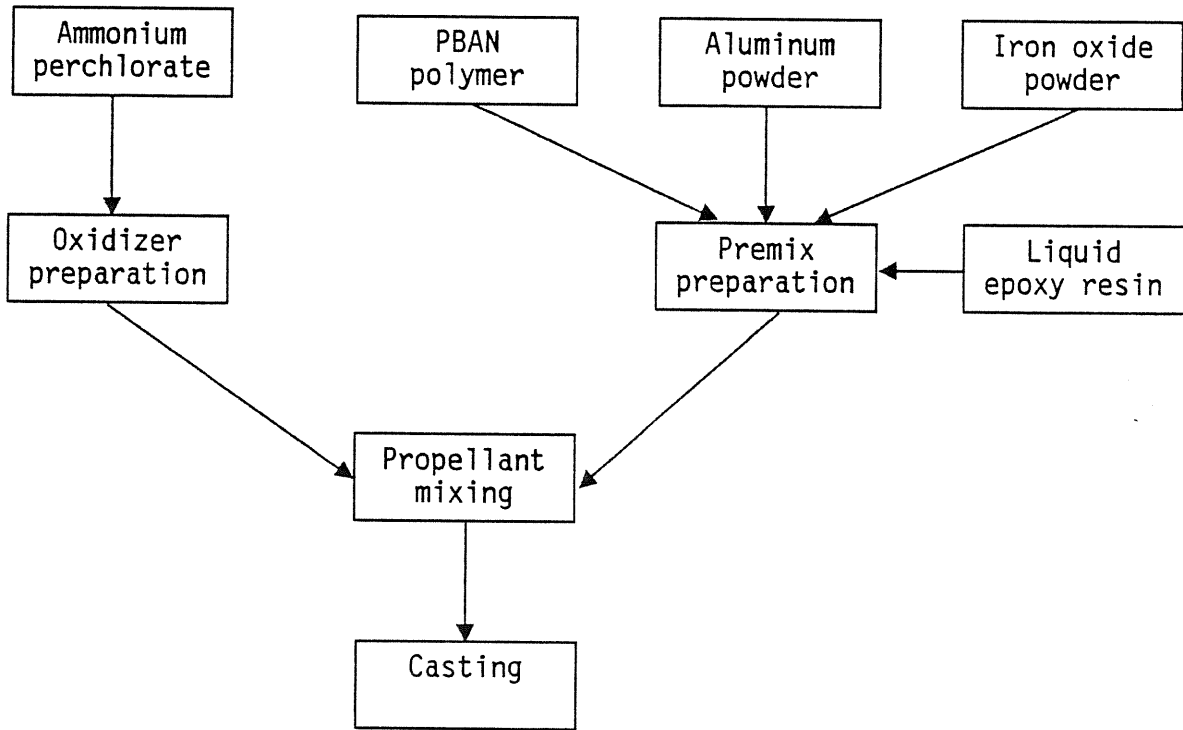 Ammonium
perchlorate
PBAN
polymer
Aluminum
powder
Iron oxide
powder
Oxidizer
preparation
Premix
preparation
Liquid
epoxy resin
Propellant
mixing
Casting